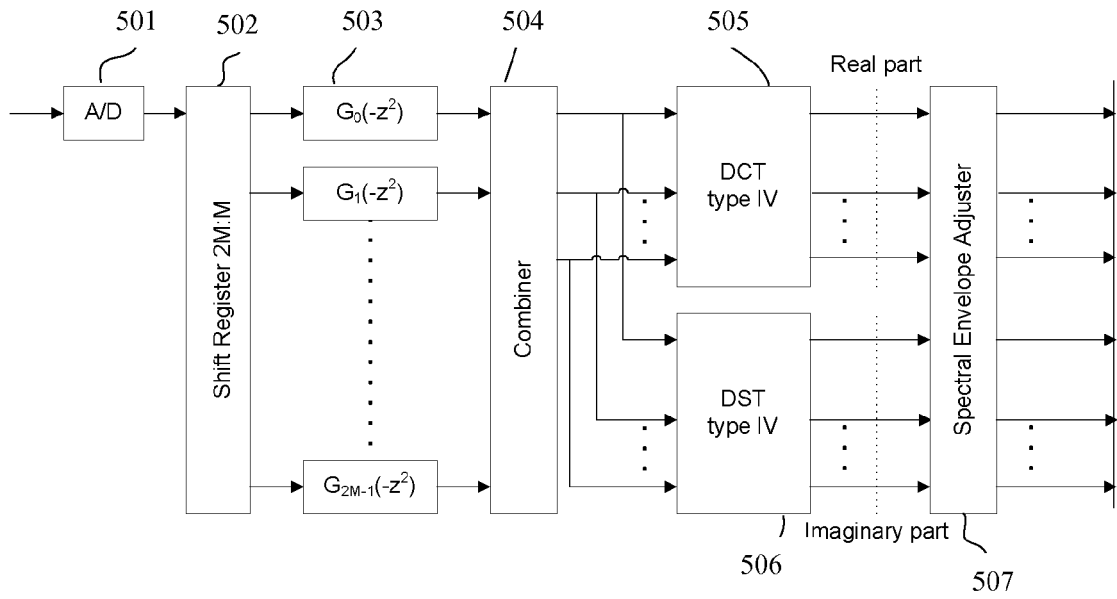 501
502
503
504
505
Real part
A/D
Shift Register 2M:M
G₀(-z²)
G₁(-z²)
G₂M₋₁(-z²)
Combiner
DCT
type IV
DST
type IV
Spectral Envelope Adjuster
Imaginary part
506
507